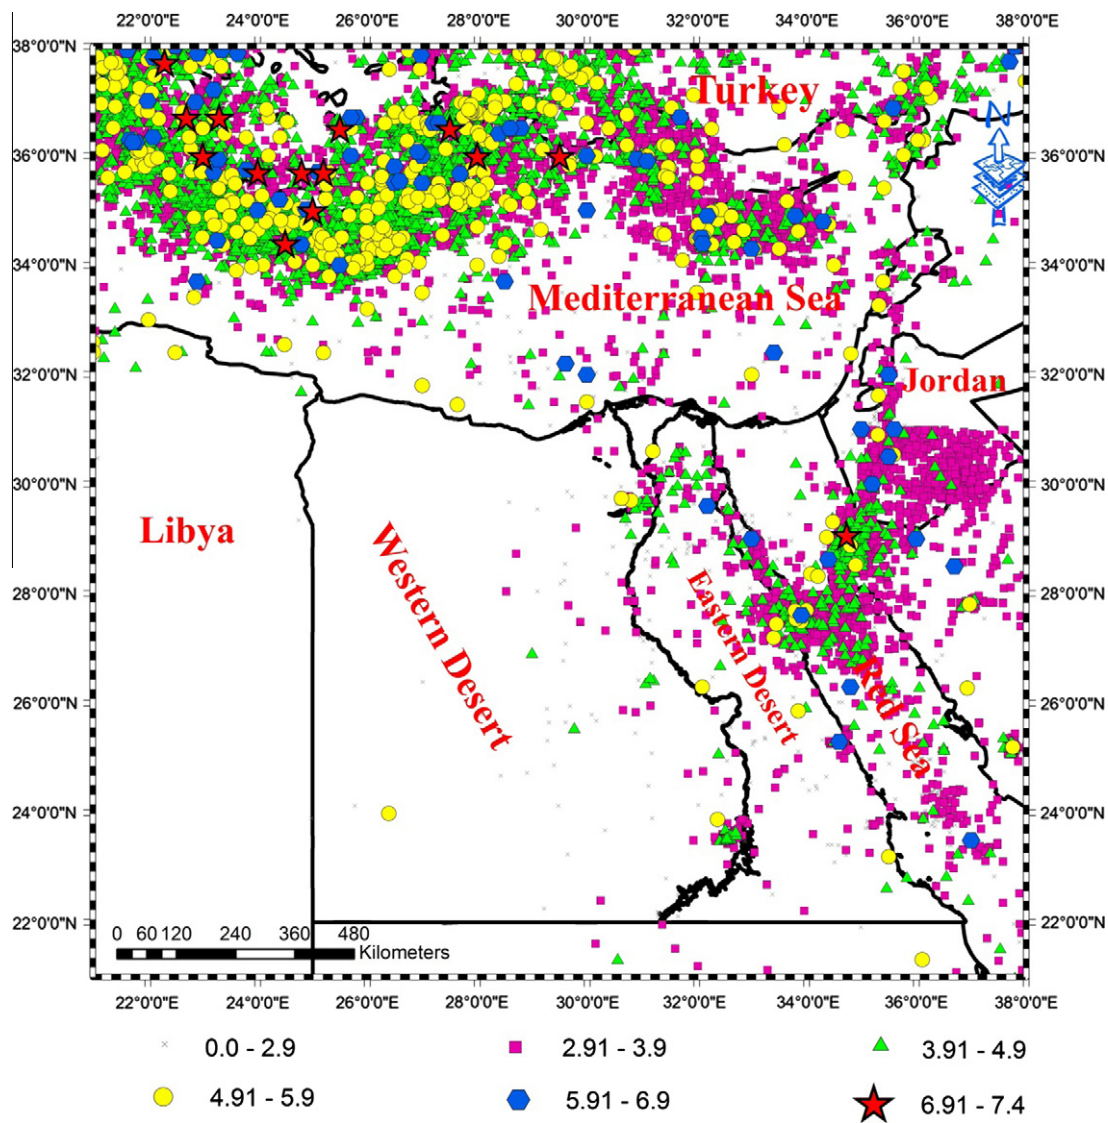 22°0'0"E 24°0'0"E 26°0'0"E 28°0'0"E 30°0'0"E 32°0'0"E 34°0'0"E 36°0'0"E 38°0'0"E
38°0'0"N 38°0'0"N
Turkey
N
36°0'0"N 36°0'0"N
34°0'0"N 34°0'0"N
Mediterranean Sea
32°0'0"N 32°0'0"N
Jordan
30°0'0"N 30°0'0"N
Libya
Western Desert
Eastern Desert
28°0'0"N 28°0'0"N
Red Sea
26°0'0"N 26°0'0"N
24°0'0"N 24°0'0"N
22°0'0"N 22°0'0"N
0 60 120 240 360 480
Kilometers
22°0'0"E 24°0'0"E 26°0'0"E 28°0'0"E 30°0'0"E 32°0'0"E 34°0'0"E 36°0'0"E 38°0'0"E
0.0 - 2.9 2.91 - 3.9 3.91 - 4.9
4.91 - 5.9 5.91 - 6.9 6.91 - 7.4